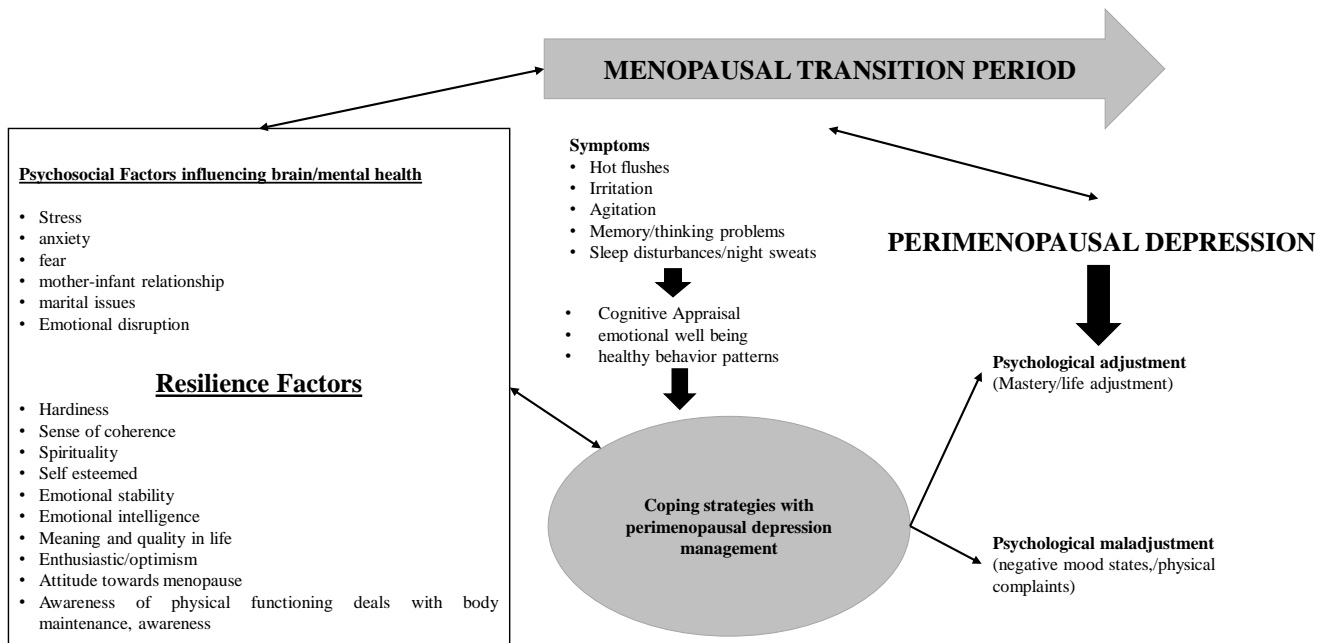 MENOPAUSAL TRANSITION PERIOD
Psychosocial Factors influencing brain/mental health
• Stress
• anxiety
• fear
• mother-infant relationship
• marital issues
• Emotional disruption
Resilience Factors
• Hardiness
• Sense of coherence
• Spirituality
• Self esteemed
• Emotional stability
• Emotional intelligence
• Meaning and quality in life
• Enthusiastic/optimism
• Attitude towards menopause
• Awareness of physical functioning deals with body
maintenance, awareness
Symptoms
• Hot flushes
• Irritation
• Agitation
• Memory/thinking problems
• Sleep disturbances/night sweats
• Cognitive Appraisal
• emotional well being
• healthy behavior patterns
Coping strategies with
perimenopausal depression
management
PERIMENOPAUSAL DEPRESSION
Psychological adjustment
(Mastery/life adjustment)
Psychological maladjustment
(negative mood states,/physical
complaints)